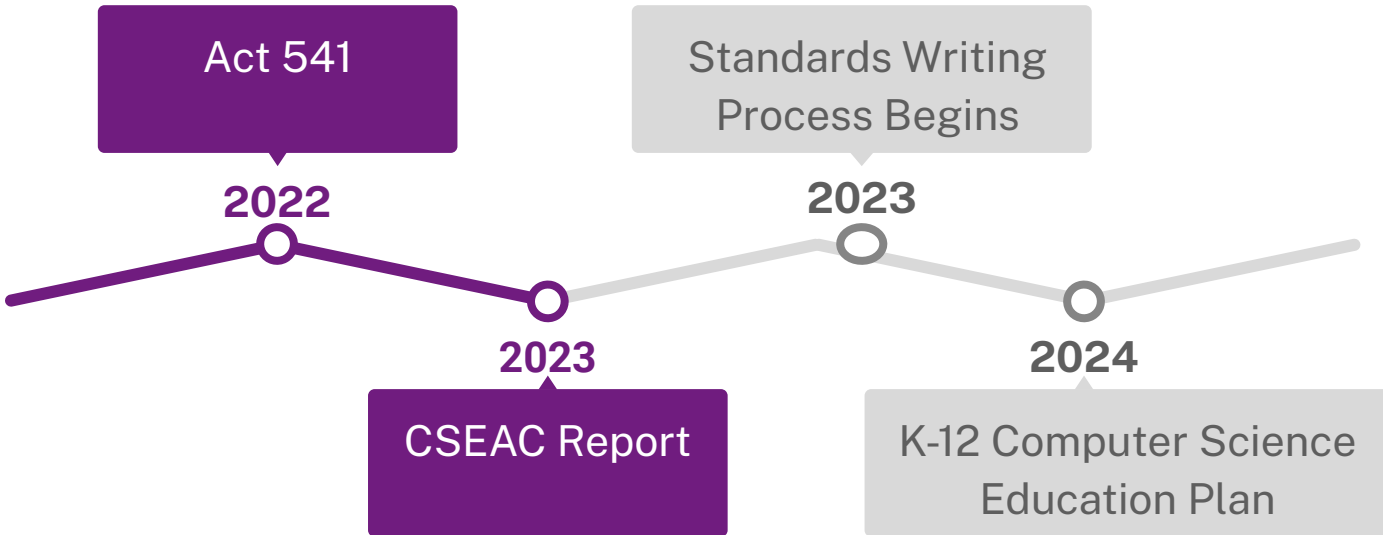 Act 541
2022
2023
CSEAC Report
Standards Writing
Process Begins
2023
2024
K-12 Computer Science
Education Plan